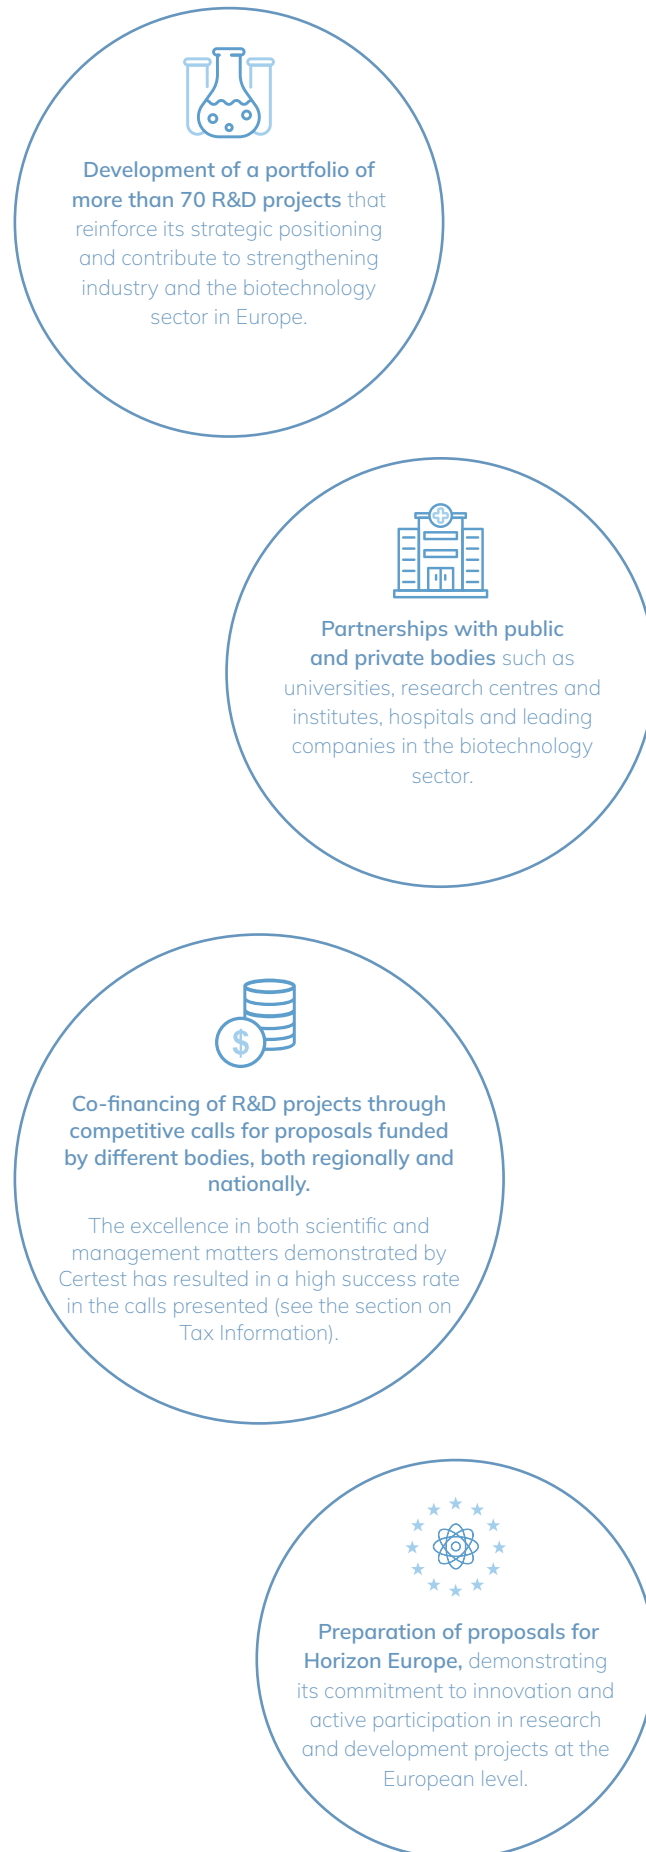 Development of a portfolio of
more than 70 R&D projects that
reinforce its strategic positioning
and contribute to strengthening
industry and the biotechnology
sector in Europe.
Partnerships with public
and private bodies such as
universities, research centres and
institutes, hospitals and leading
companies in the biotechnology
sector.
$
Co-financing of R&D projects through
competitive calls for proposals funded
by different bodies, both regionally and
nationally.
The excellence in both scientific and
management matters demonstrated by
Certest has resulted in a high success rate
in the calls presented (see the section on
Tax Information).
Preparation of proposals for
Horizon Europe, demonstrating
its commitment to innovation and
active participation in research
and development projects at the
European level.